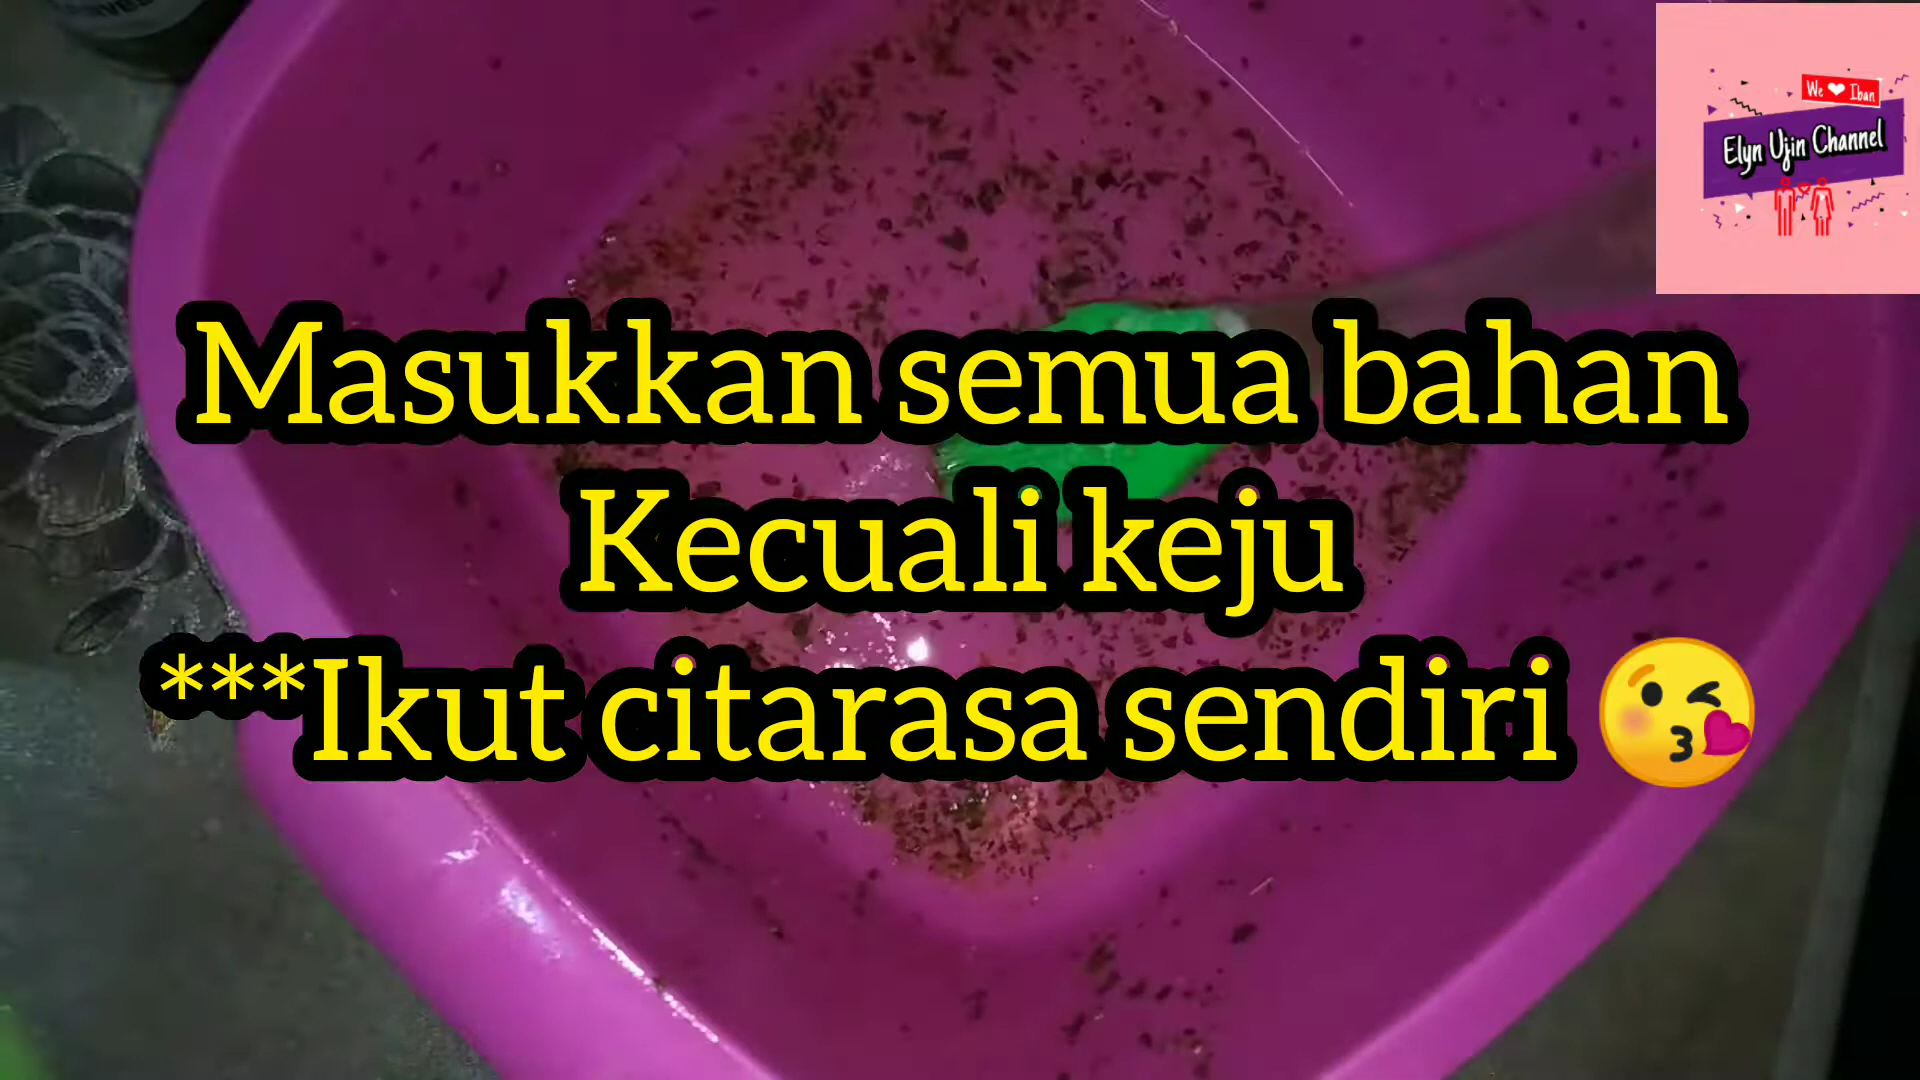 We ❤ Iban
Elyn Ujin Channel
Masukkan semua bahan
Kecuali keju
***Ikut citarasa sendiri 😘